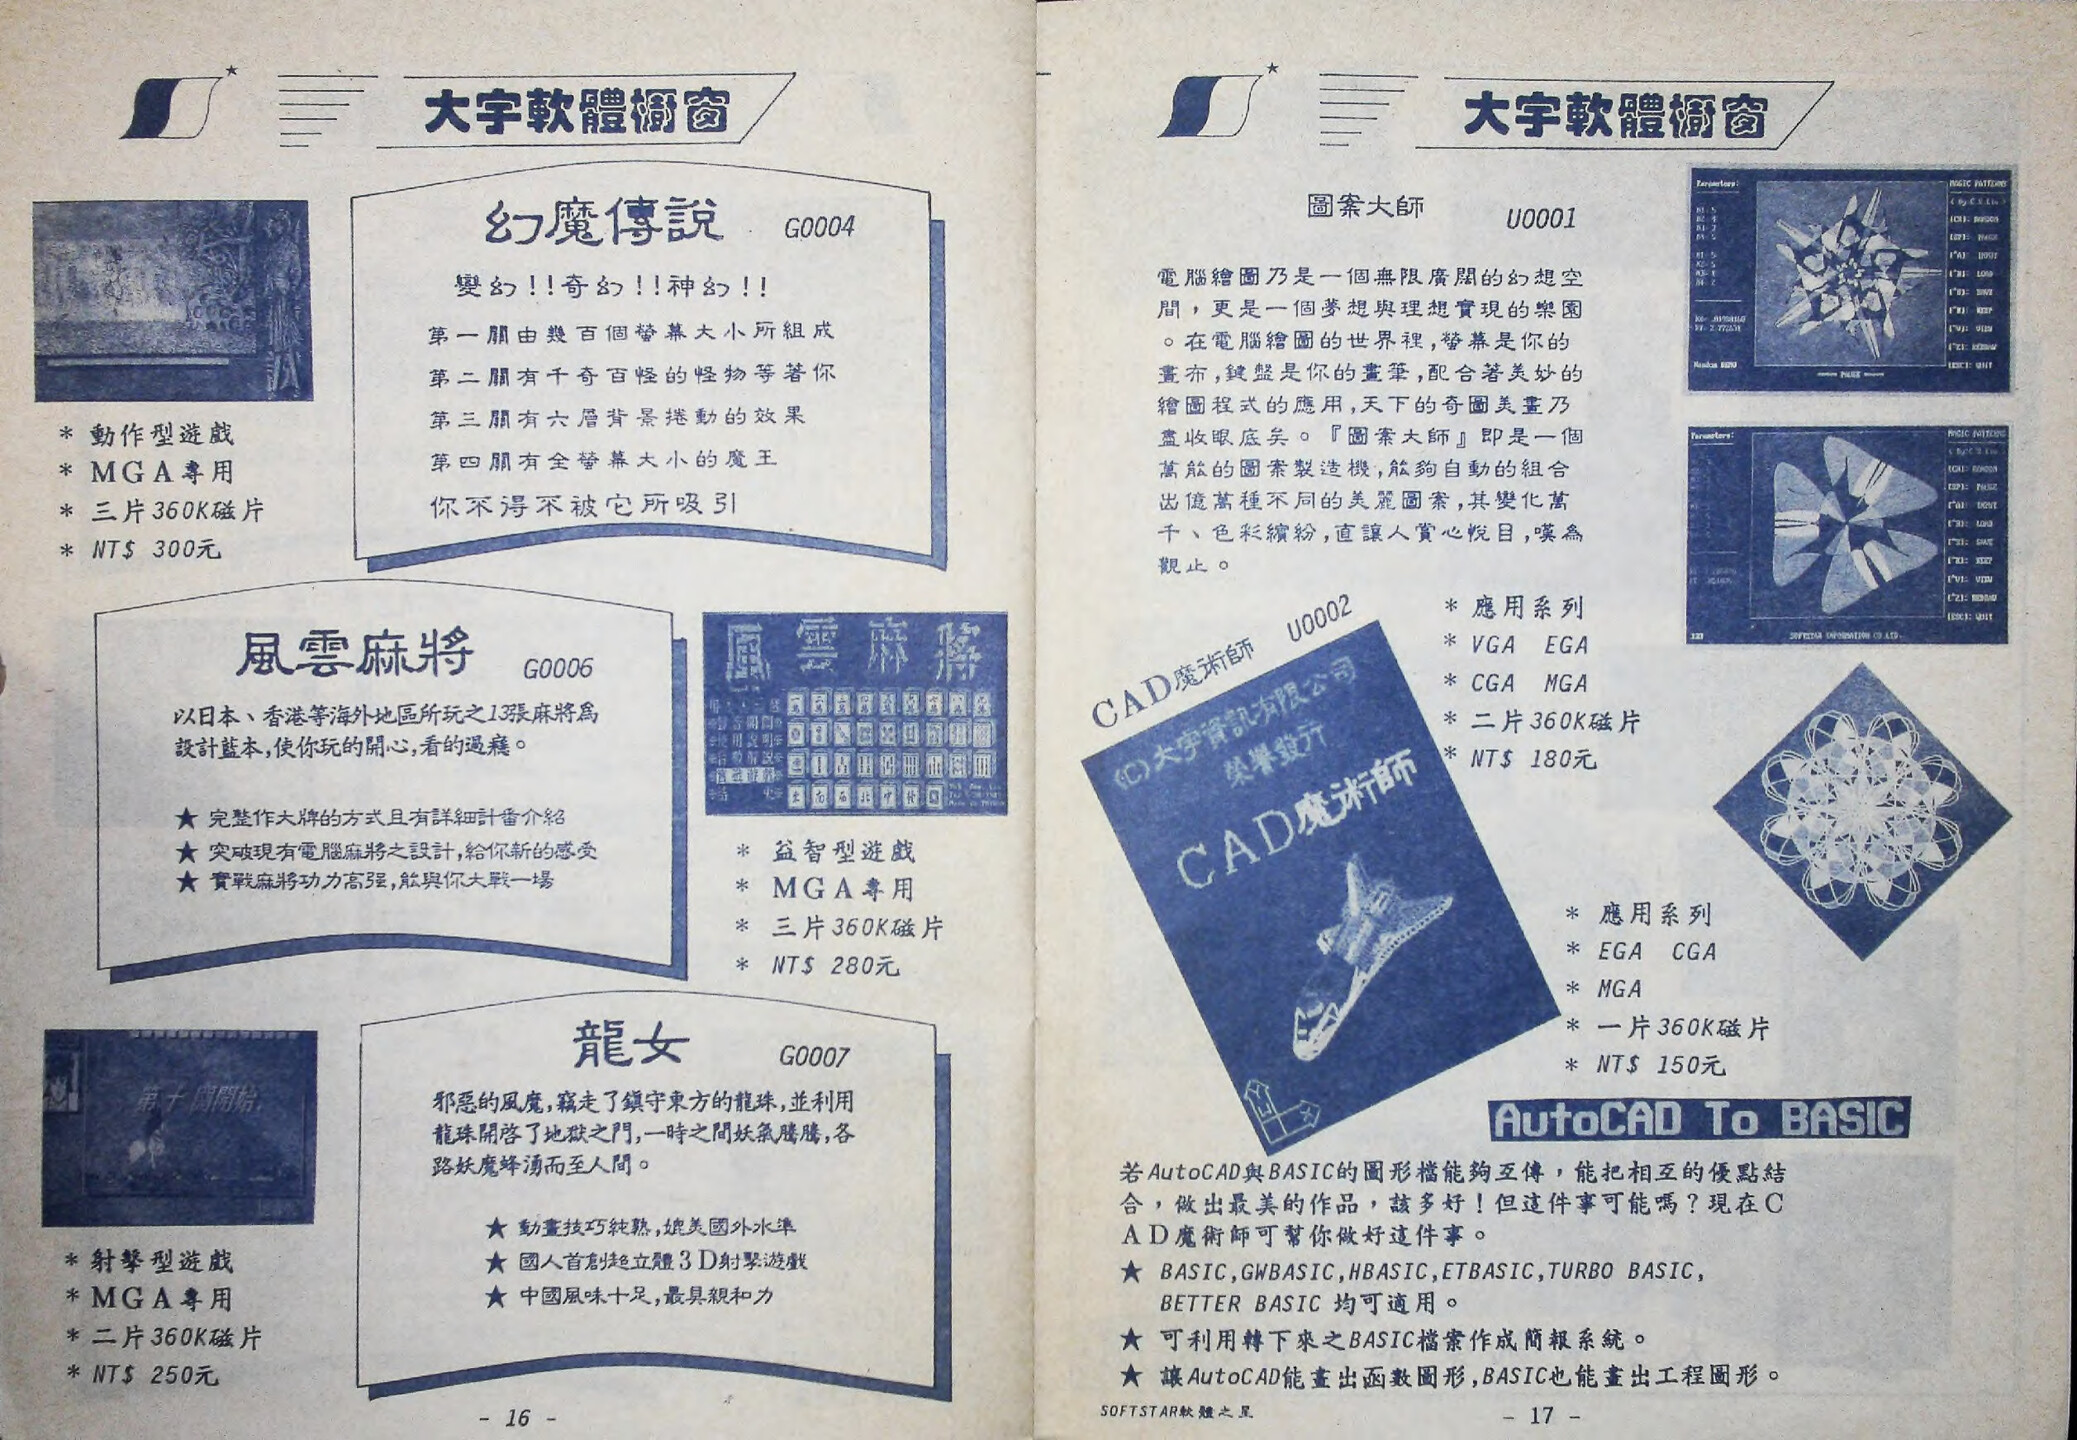 大宇軟體櫥窗
幻魔傳說 G0004
變幻!!奇幻!!神幻!!
第一關由幾百個螢幕大小所組成
第二關有千奇百怪的怪物等著你
第三關有六層背景捲動的效果
第四關有全螢幕大小的魔王
你不得不被它所吸引
* 動作型遊戲
* MGA專用
* 三片360K磁片
* NT$ 300元
風雲麻將 G0006
以日本、香港等海外地區所玩之13張麻將為
設計藍本,使你玩的開心,看的過癮。
★ 完整作大牌的方式且有詳細計番介紹
★ 突破現有電腦麻將之設計,給你新的感受
★ 實戰麻將功力高强,能與你大戰一場
風雲麻將
* 益智型遊戲
* MGA專用
* 三片360K磁片
* NT$ 280元
龍女 G0007
邪惡的風魔,竊走了鎮守東方的龍珠,並利用
龍珠開啓了地獄之門,一時之間妖氣騰騰,各
路妖魔蜂湧而至人間。
★ 動畫技巧純熟,媲美國外水準
★ 國人首創超立體3D射擊遊戲
★ 中國風味十足,最具親和力
第十關開始
* 射擊型遊戲
* MGA專用
* 二片360K磁片
* NT$ 250元
- 16 -
大宇軟體櫥窗
圖案大師 U0001
電腦繪圖乃是一個無限廣闊的幻想空
間，更是一個夢想與理想實現的樂園
。在電腦繪圖的世界裡,螢幕是你的
畫布,鍵盤是你的畫筆,配合著美妙的
繪圖程式的應用,天下的奇圖美畫乃
盡收眼底矣。『圖案大師』即是一個
萬能的圖案製造機,能夠自動的組合
出億萬種不同的美麗圖案,其變化萬
千、色彩繽紛,直讓人賞心悅目,嘆為
觀止。
Parameters:
MAGIC PATTERNS
Random DEMO
PAUSE
Parameters:
MAGIC PATTERNS
SOFTSTAR INFORMATION CO.LTD.
* 應用系列
* VGA EGA
* CGA MGA
* 二片360K磁片
* NT$ 180元
CAD魔術師 U0002
(C)大宇資訊有限公司
榮譽發行
CAD魔術師
* 應用系列
* EGA CGA
* MGA
* 一片360K磁片
* NT$ 150元
AutoCAD To BASIC
若AutoCAD與BASIC的圖形檔能夠互傳，能把相互的優點結
合，做出最美的作品，該多好！但這件事可能嗎？現在C
AD魔術師可幫你做好這件事。
★ BASIC,GWBASIC,HBASIC,ETBASIC,TURBO BASIC,
BETTER BASIC 均可適用。
★ 可利用轉下來之BASIC檔案作成簡報系統。
★ 讓AutoCAD能畫出函數圖形,BASIC也能畫出工程圖形。
SOFTSTAR軟體之星
- 17 -